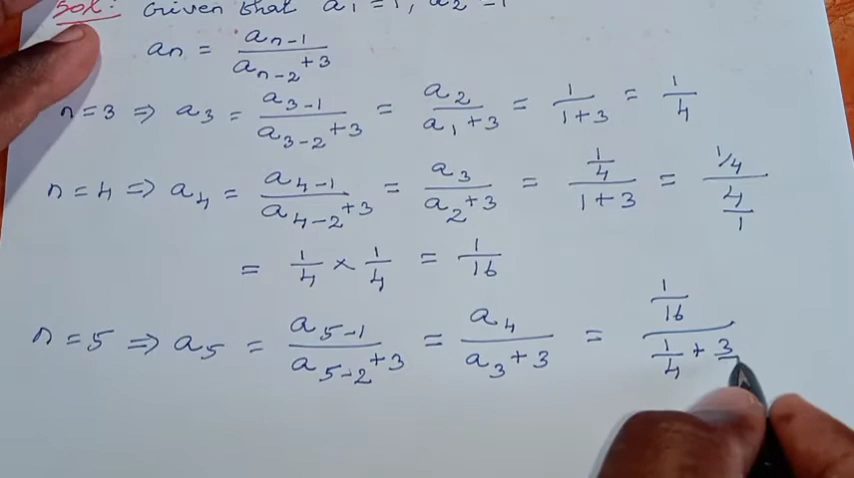 Sol: Given that a₁ = 1, a₂ = 1
aₙ = aₙ₋₁ / (aₙ₋₂ + 3)
n = 3 ⇒ a₃ = a₃₋₁ / (a₃₋₂ + 3) = a₂ / (a₁ + 3) = 1 / (1 + 3) = 1/4
n = 4 ⇒ a₄ = a₄₋₁ / (a₄₋₂ + 3) = a₃ / (a₂ + 3) = (1/4) / (1 + 3) = (1/4) / (4/1)
= 1/4 × 1/4 = 1/16
n = 5 ⇒ a₅ = a₅₋₁ / (a₅₋₂ + 3) = a₄ / (a₃ + 3) = (1/16) / (1/4 + 3/